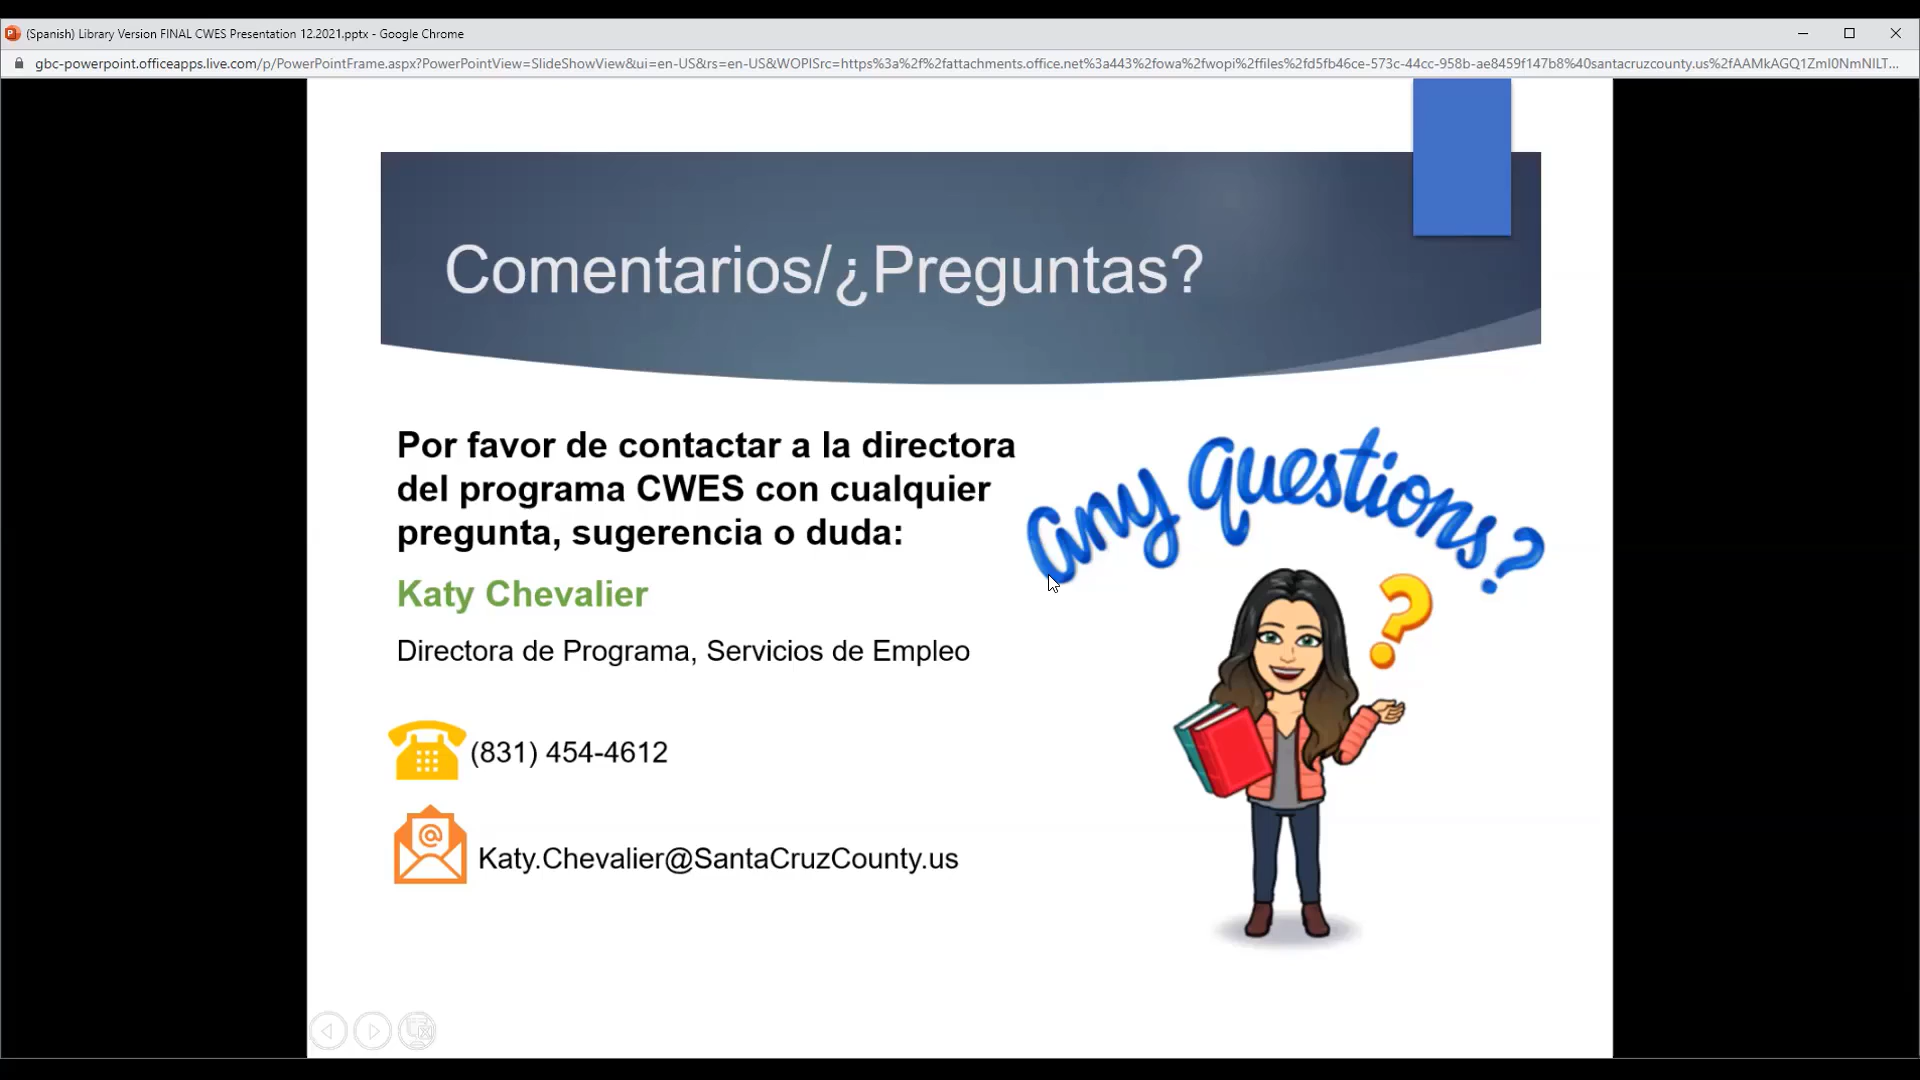 (Spanish) Library Version FINAL CWES Presentation 12.2021.pptx - Google Chrome
gbc-powerpoint.officeapps.live.com/p/PowerPointFrame.aspx?PowerPointView=SlideShowView&ui=en-US&rs=en-US&WOPISrc=https%3a%2f%2fattachments.office.net%3a443%2fowa%2fwopi%2ffiles%2fd5fb46ce-573c-44cc-958b-ae8459f147b8%40santacruzcounty.us%2fAAMkAGQ1ZmI0NmNlLT...
Comentarios/¿Preguntas?
Por favor de contactar a la directora
del programa CWES con cualquier
pregunta, sugerencia o duda:
any questions?
Katy Chevalier
Directora de Programa, Servicios de Empleo
(831) 454-4612
Katy.Chevalier@SantaCruzCounty.us